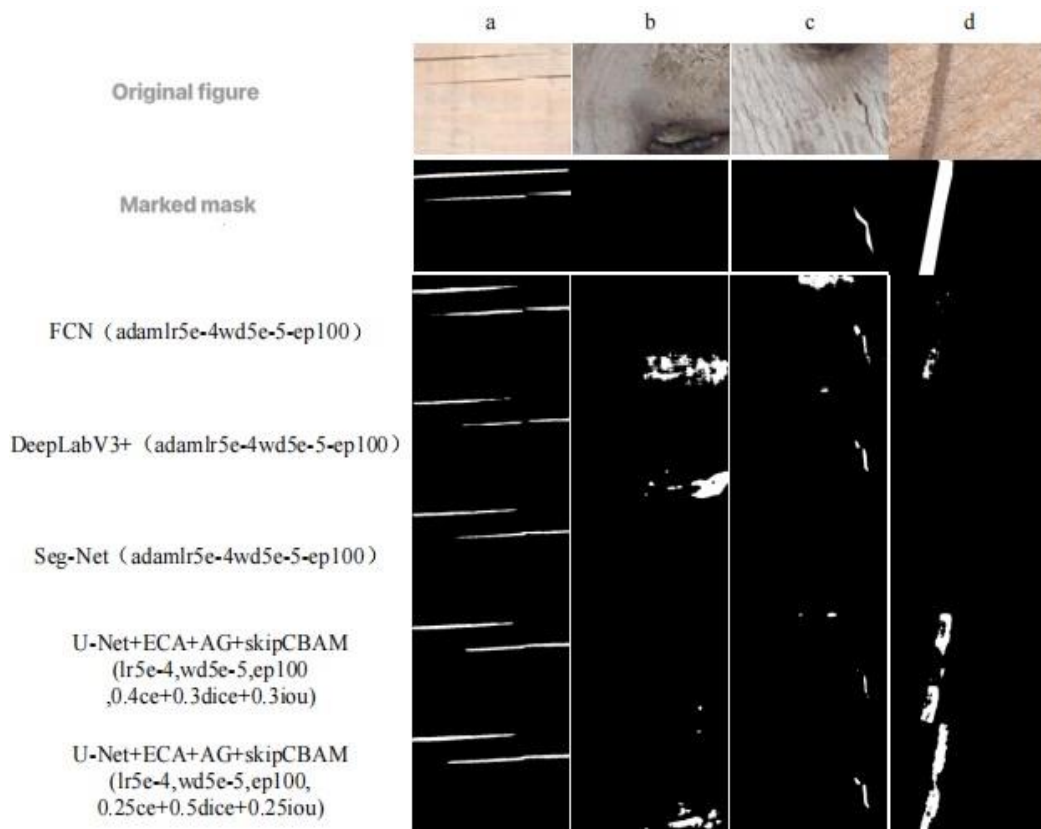 a b c d
Original figure
Marked mask
FCN（adamlr5e-4wd5e-5-ep100）
DeepLabV3+（adamlr5e-4wd5e-5-ep100）
Seg-Net（adamlr5e-4wd5e-5-ep100）
U-Net+ECA+AG+skipCBAM
(lr5e-4,wd5e-5,ep100
,0.4ce+0.3dice+0.3iou)
U-Net+ECA+AG+skipCBAM
(lr5e-4,wd5e-5,ep100,
0.25ce+0.5dice+0.25iou)